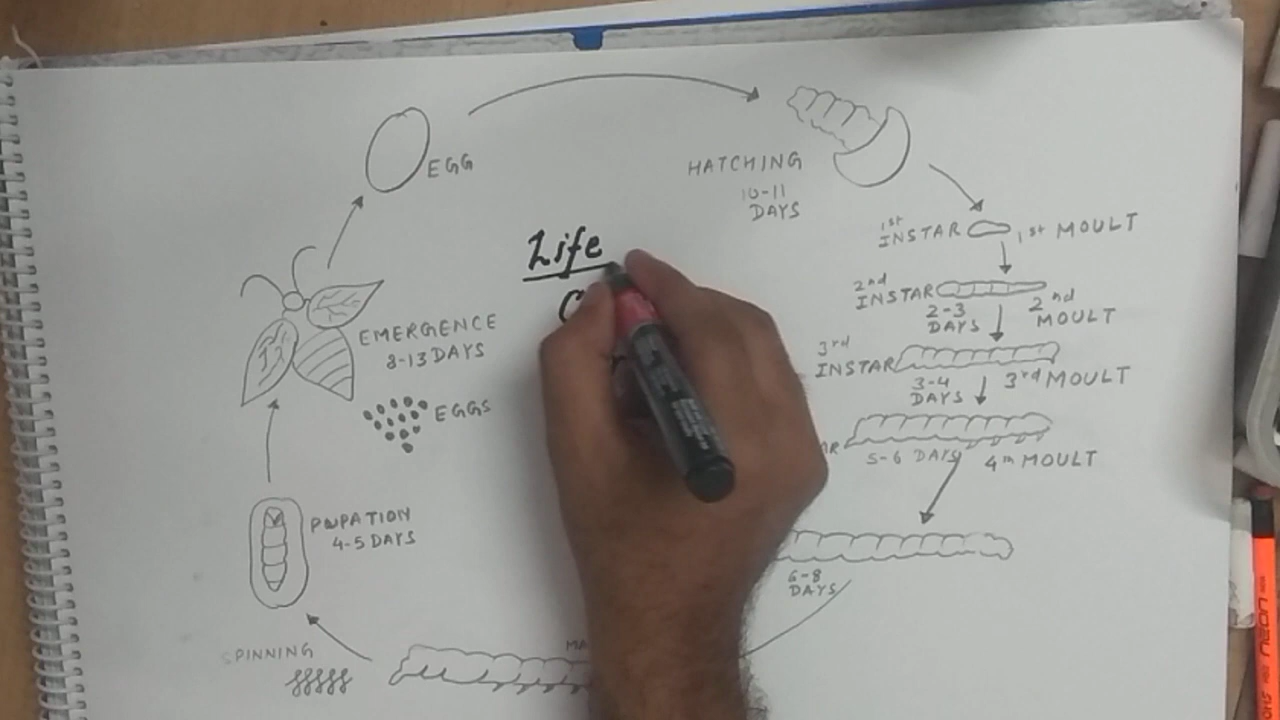 EGG
HATCHING
10-11
DAYS
1st
INSTAR
1st MOULT
Life
2nd
INSTAR
2-3
DAYS
2nd
MOULT
EMERGENCE
8-13 DAYS
3rd
INSTAR
3-4
DAYS
3rd MOULT
EGGS
5-6 DAYS
4th MOULT
PUPATION
4-5 DAYS
6-8
DAYS
SPINNING
neon